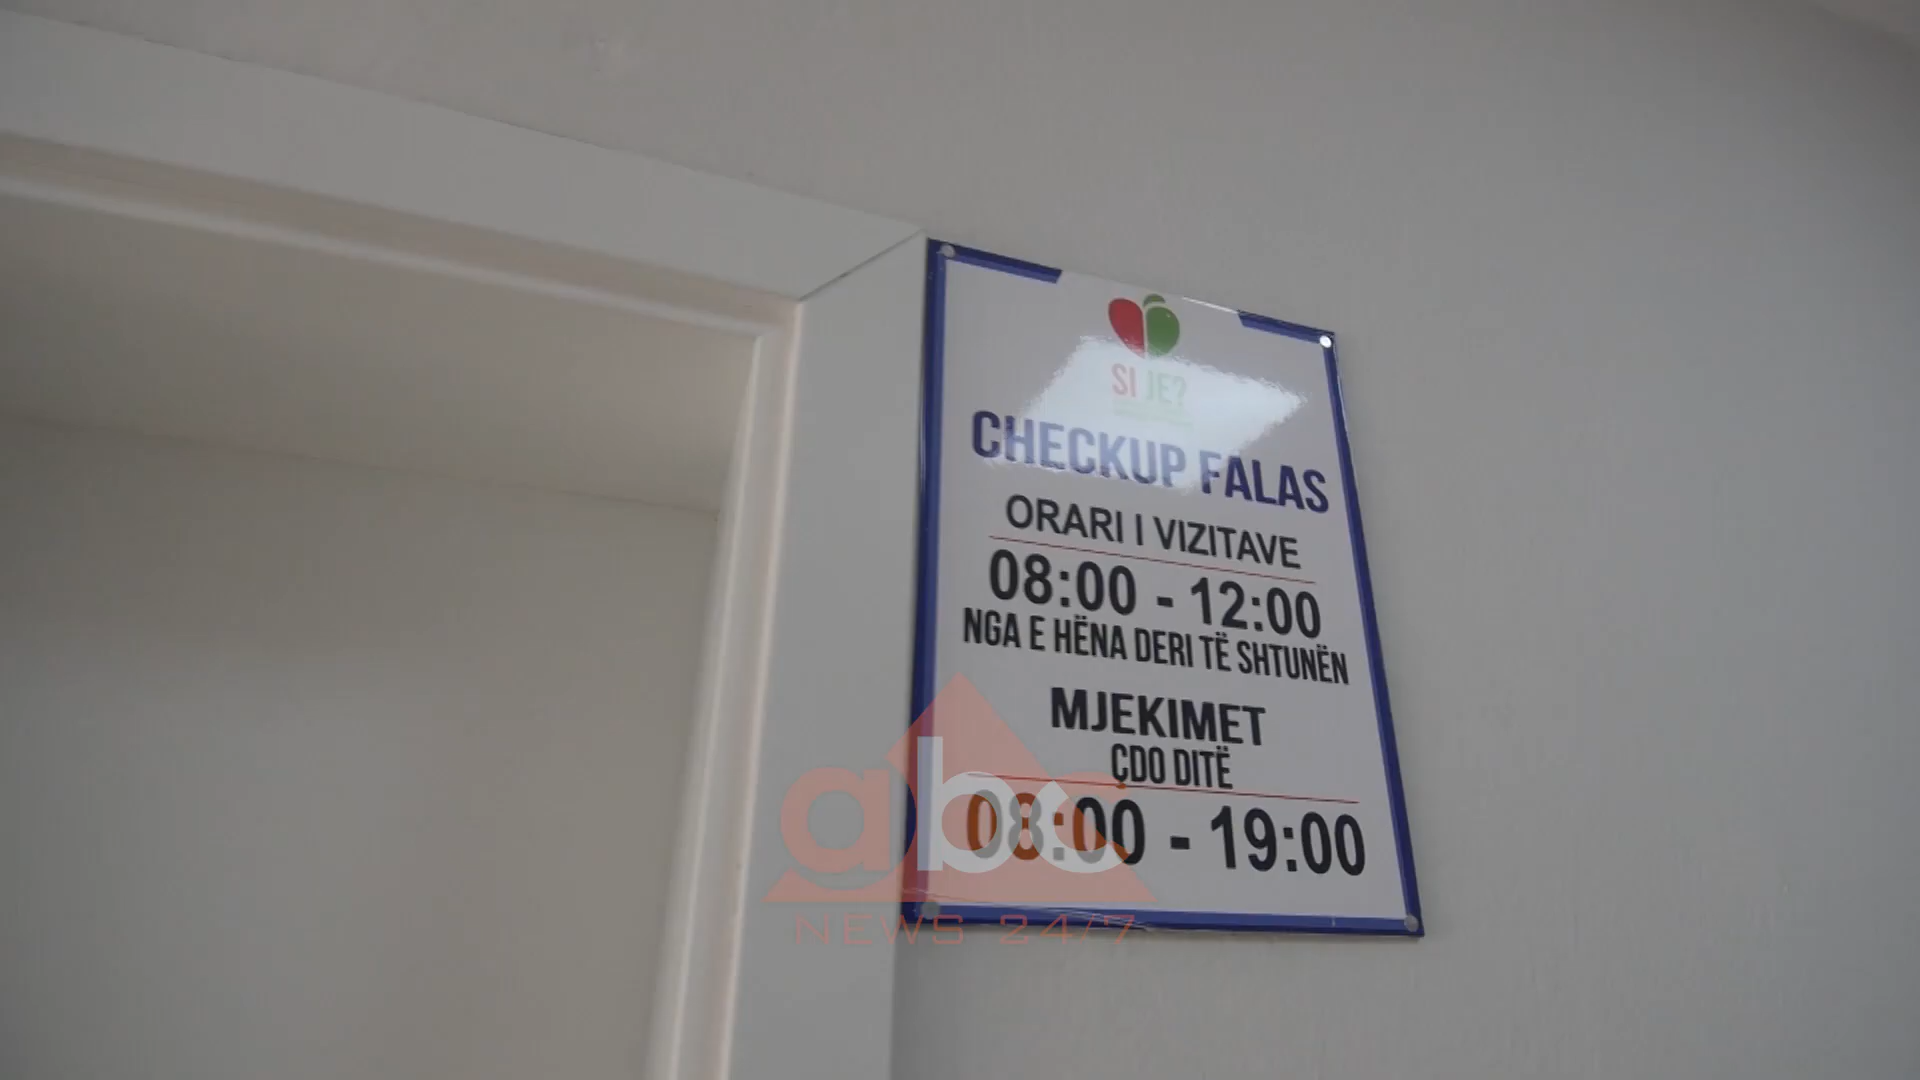 SI JE?
CHECKUP FALAS
ORARI I VIZITAVE
08:00 - 12:00
NGA E HËNA DERI TË SHTUNËN
MJEKIMET
ÇDO DITË
08:00 - 19:00
abc
NEWS 24/7